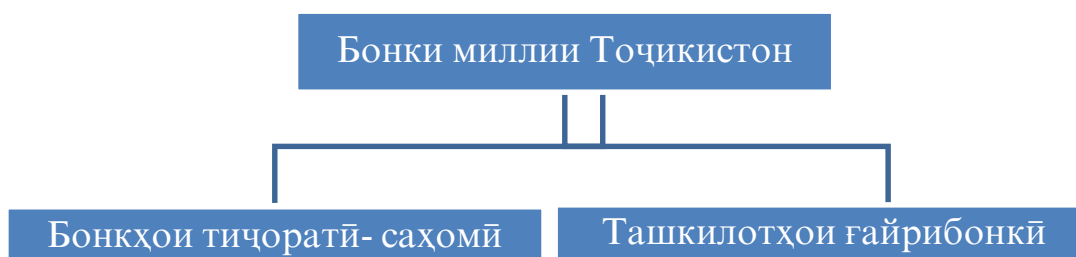 Бонки миллии Тоҷикистон
Бонкҳои тиҷоратӣ- саҳомӣ
Ташкилотҳои ғайрибонкӣ